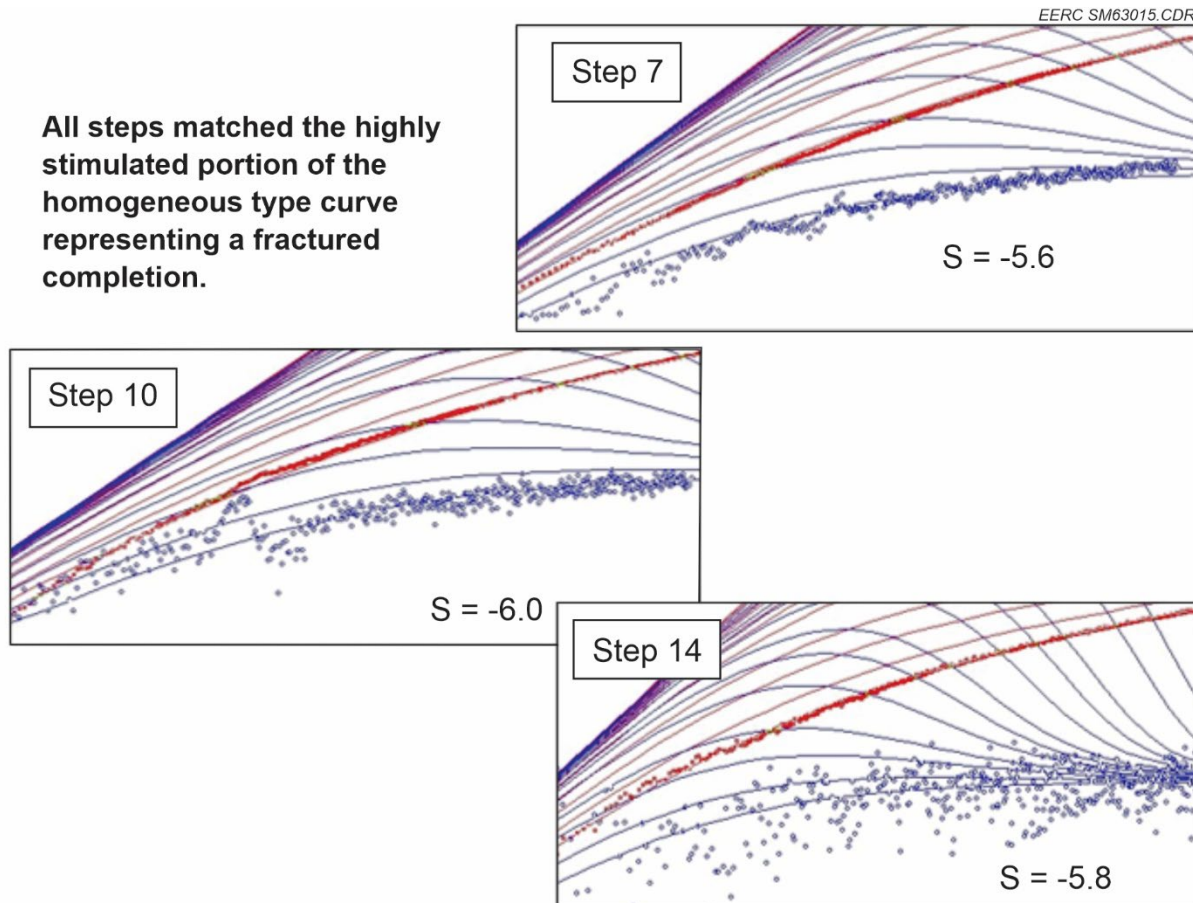 EERC SM63015.CDR
All steps matched the highly
stimulated portion of the
homogeneous type curve
representing a fractured
completion.
Step 7
S = -5.6
Step 10
S = -6.0
Step 14
S = -5.8